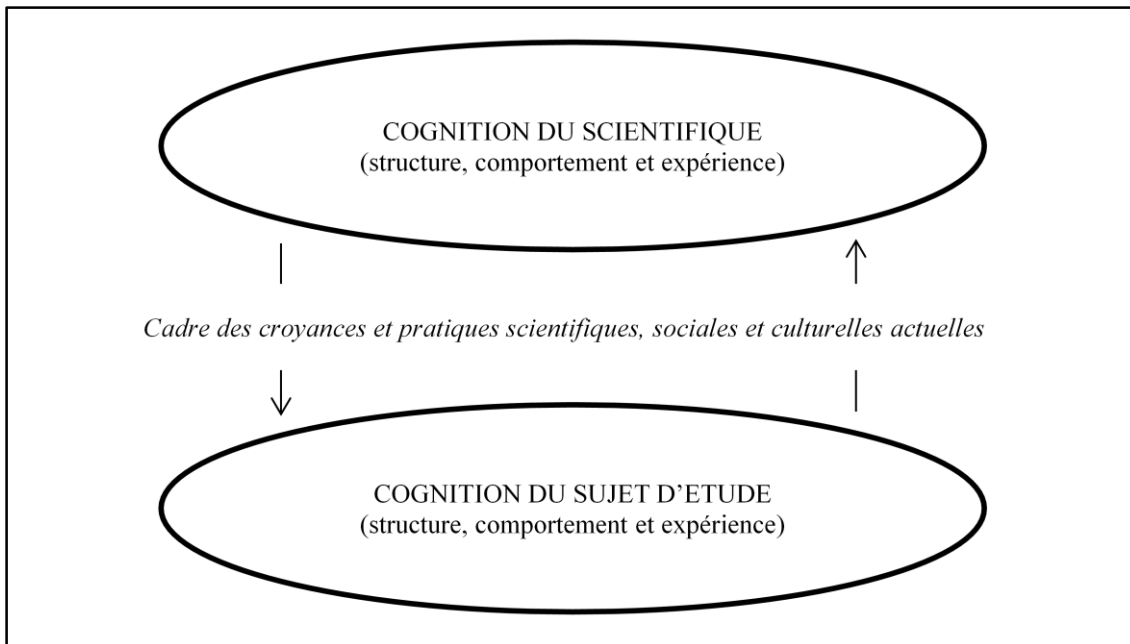 COGNITION DU SCIENTIFIQUE
(structure, comportement et expérience)
Cadre des croyances et pratiques scientifiques, sociales et culturelles actuelles
COGNITION DU SUJET D’ETUDE
(structure, comportement et expérience)